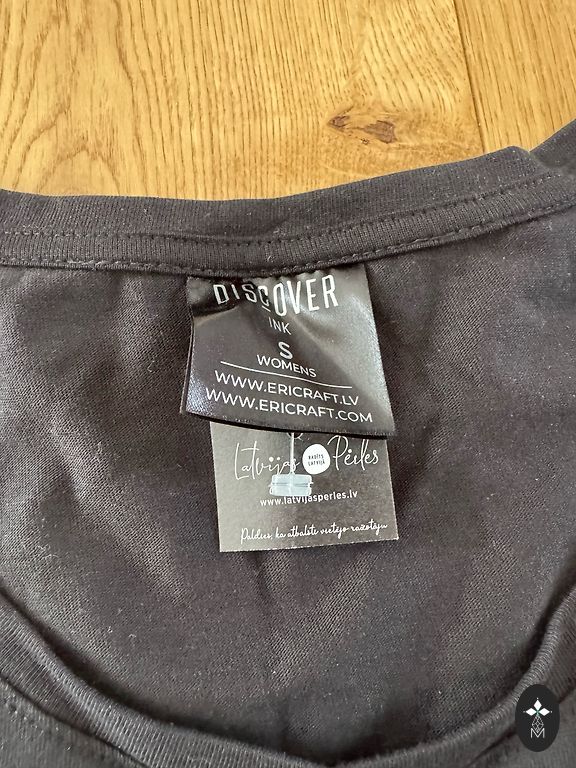 DISCOVER
INK
S
WOMENS
WWW.ERICRAFT.LV
WWW.ERICRAFT.COM
Latvijas RADĪTS LATVIJĀ Pērles
www.latvijasperles.lv
Paldies, ka atbalsti vietējo ražotāju
M